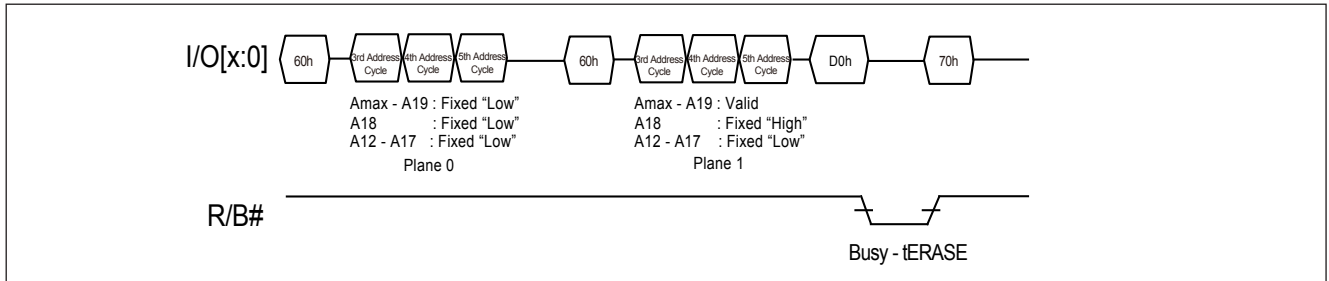 I/O[x:0] 60h 3rd Address Cycle 4th Address Cycle 5th Address Cycle 60h 3rd Address Cycle 4th Address Cycle 5th Address Cycle D0h 70h
Amax - A19 : Fixed “Low”
A18 : Fixed “Low”
A12 - A17 : Fixed “Low”
Plane 0
Amax - A19 : Valid
A18 : Fixed “High”
A12 - A17 : Fixed “Low”
Plane 1
R/B#
Busy - tERASE